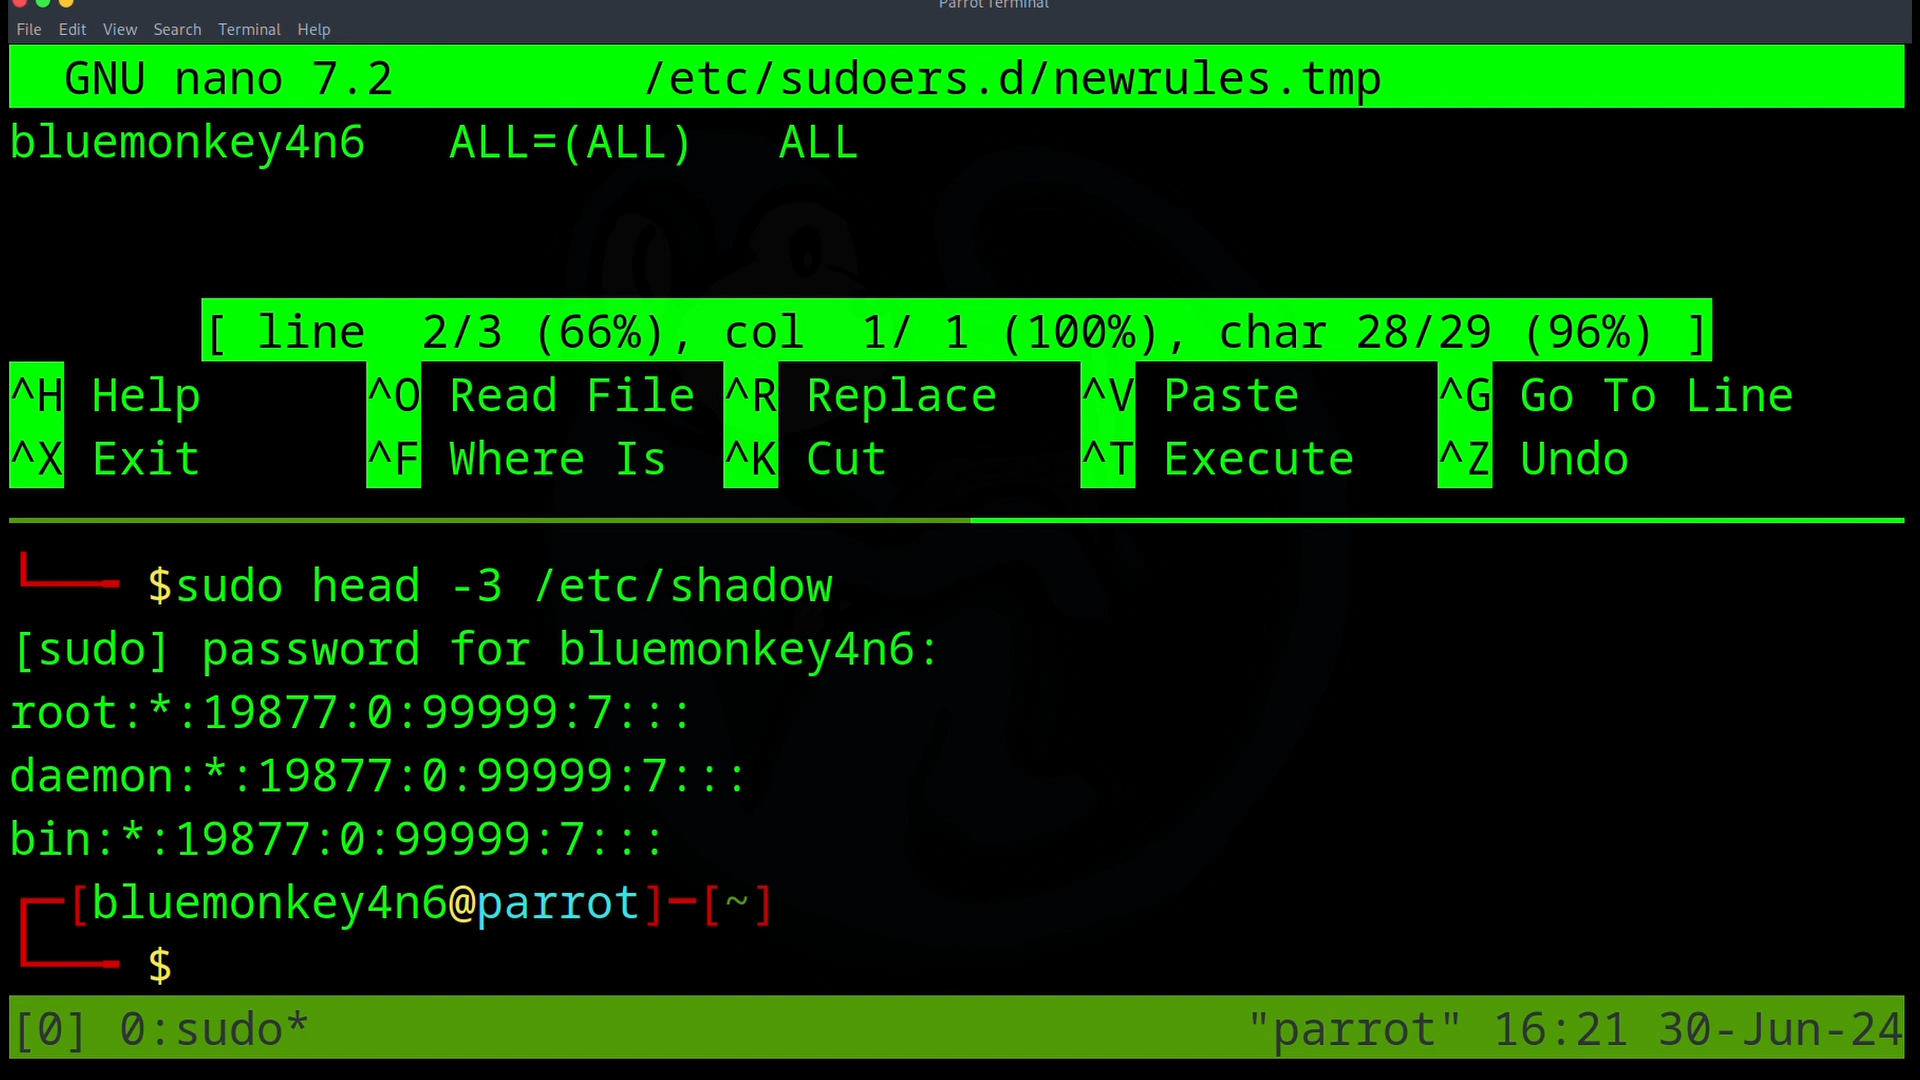 Parrot Terminal
File Edit View Search Terminal Help
GNU nano 7.2 /etc/sudoers.d/newrules.tmp
bluemonkey4n6 ALL=(ALL) ALL
[ line 2/3 (66%), col 1/ 1 (100%), char 28/29 (96%) ]
^H Help ^O Read File ^R Replace ^V Paste ^G Go To Line
^X Exit ^F Where Is ^K Cut ^T Execute ^Z Undo
$sudo head -3 /etc/shadow
[sudo] password for bluemonkey4n6:
root:*:19877:0:99999:7:::
daemon:*:19877:0:99999:7:::
bin:*:19877:0:99999:7:::
[bluemonkey4n6@parrot]─[~]
$
[0] 0:sudo* "parrot" 16:21 30-Jun-24